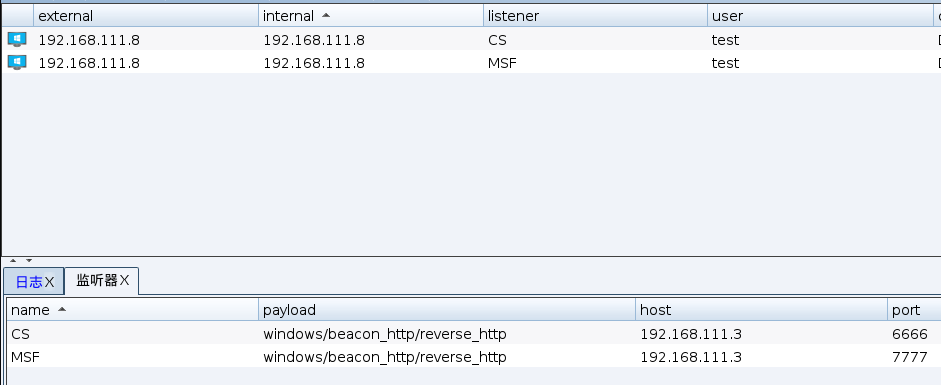 external internal listener user
192.168.111.8 192.168.111.8 CS test
192.168.111.8 192.168.111.8 MSF test
日志X 监听器X
name payload host port
CS windows/beacon_http/reverse_http 192.168.111.3 6666
MSF windows/beacon_http/reverse_http 192.168.111.3 7777